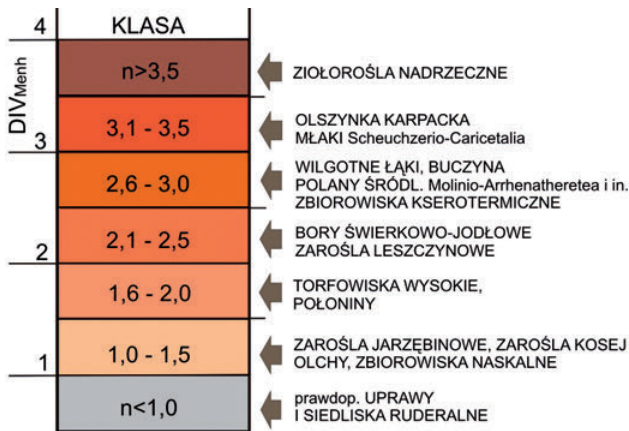 4 KLASA
DIV Menh
n>3,5 ZIOŁOROŚLA NADRZECZNE
3,1 - 3,5 OLSZYNKA KARPACKA
MŁAKI Scheuchzerio-Caricetalia
3
2,6 - 3,0 WILGOTNE ŁĄKI, BUCZYNA
POLANY ŚRÓDL. Molinio-Arrhenatheretea i in.
ZBIOROWISKA KSEROTERMICZNE
2,1 - 2,5 BORY ŚWIERKOWO-JODŁOWE
ZAROŚLA LESZCZYNOWE
2
1,6 - 2,0 TORFOWISKA WYSOKIE,
POŁONINY
1,0 - 1,5 ZAROŚLA JARZĘBINOWE, ZAROŚLA KOSEJ
OLCHY, ZBIOROWISKA NASKALNE
1
n<1,0 prawdop. UPRAWY
I SIEDLISKA RUDERALNE